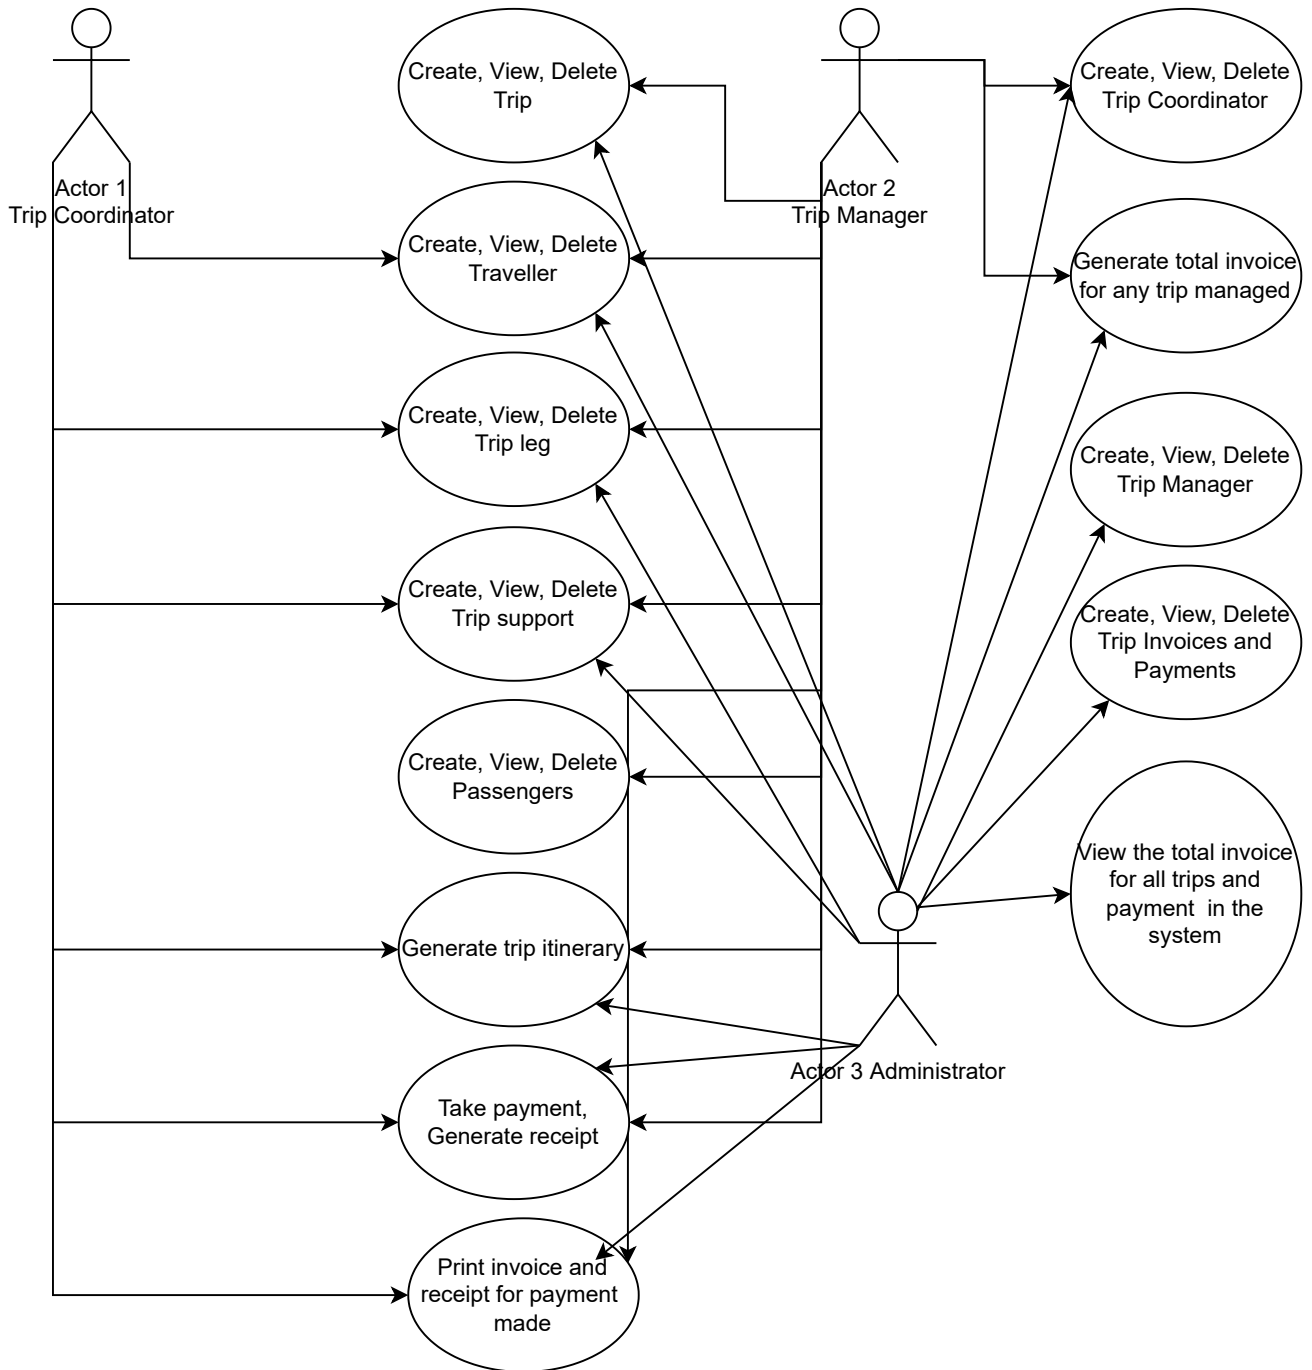 Actor 1
Trip Coordinator
Create, View, Delete
Trip
Create, View, Delete
Traveller
Create, View, Delete
Trip leg
Create, View, Delete
Trip support
Create, View, Delete
Passengers
Generate trip itinerary
Take payment,
Generate receipt
Print invoice and
receipt for payment
made
Actor 2
Trip Manager
Create, View, Delete
Trip Coordinator
Generate total invoice
for any trip managed
Create, View, Delete
Trip Manager
Create, View, Delete
Trip Invoices and
Payments
View the total invoice
for all trips and
payment in the
system
Actor 3 Administrator